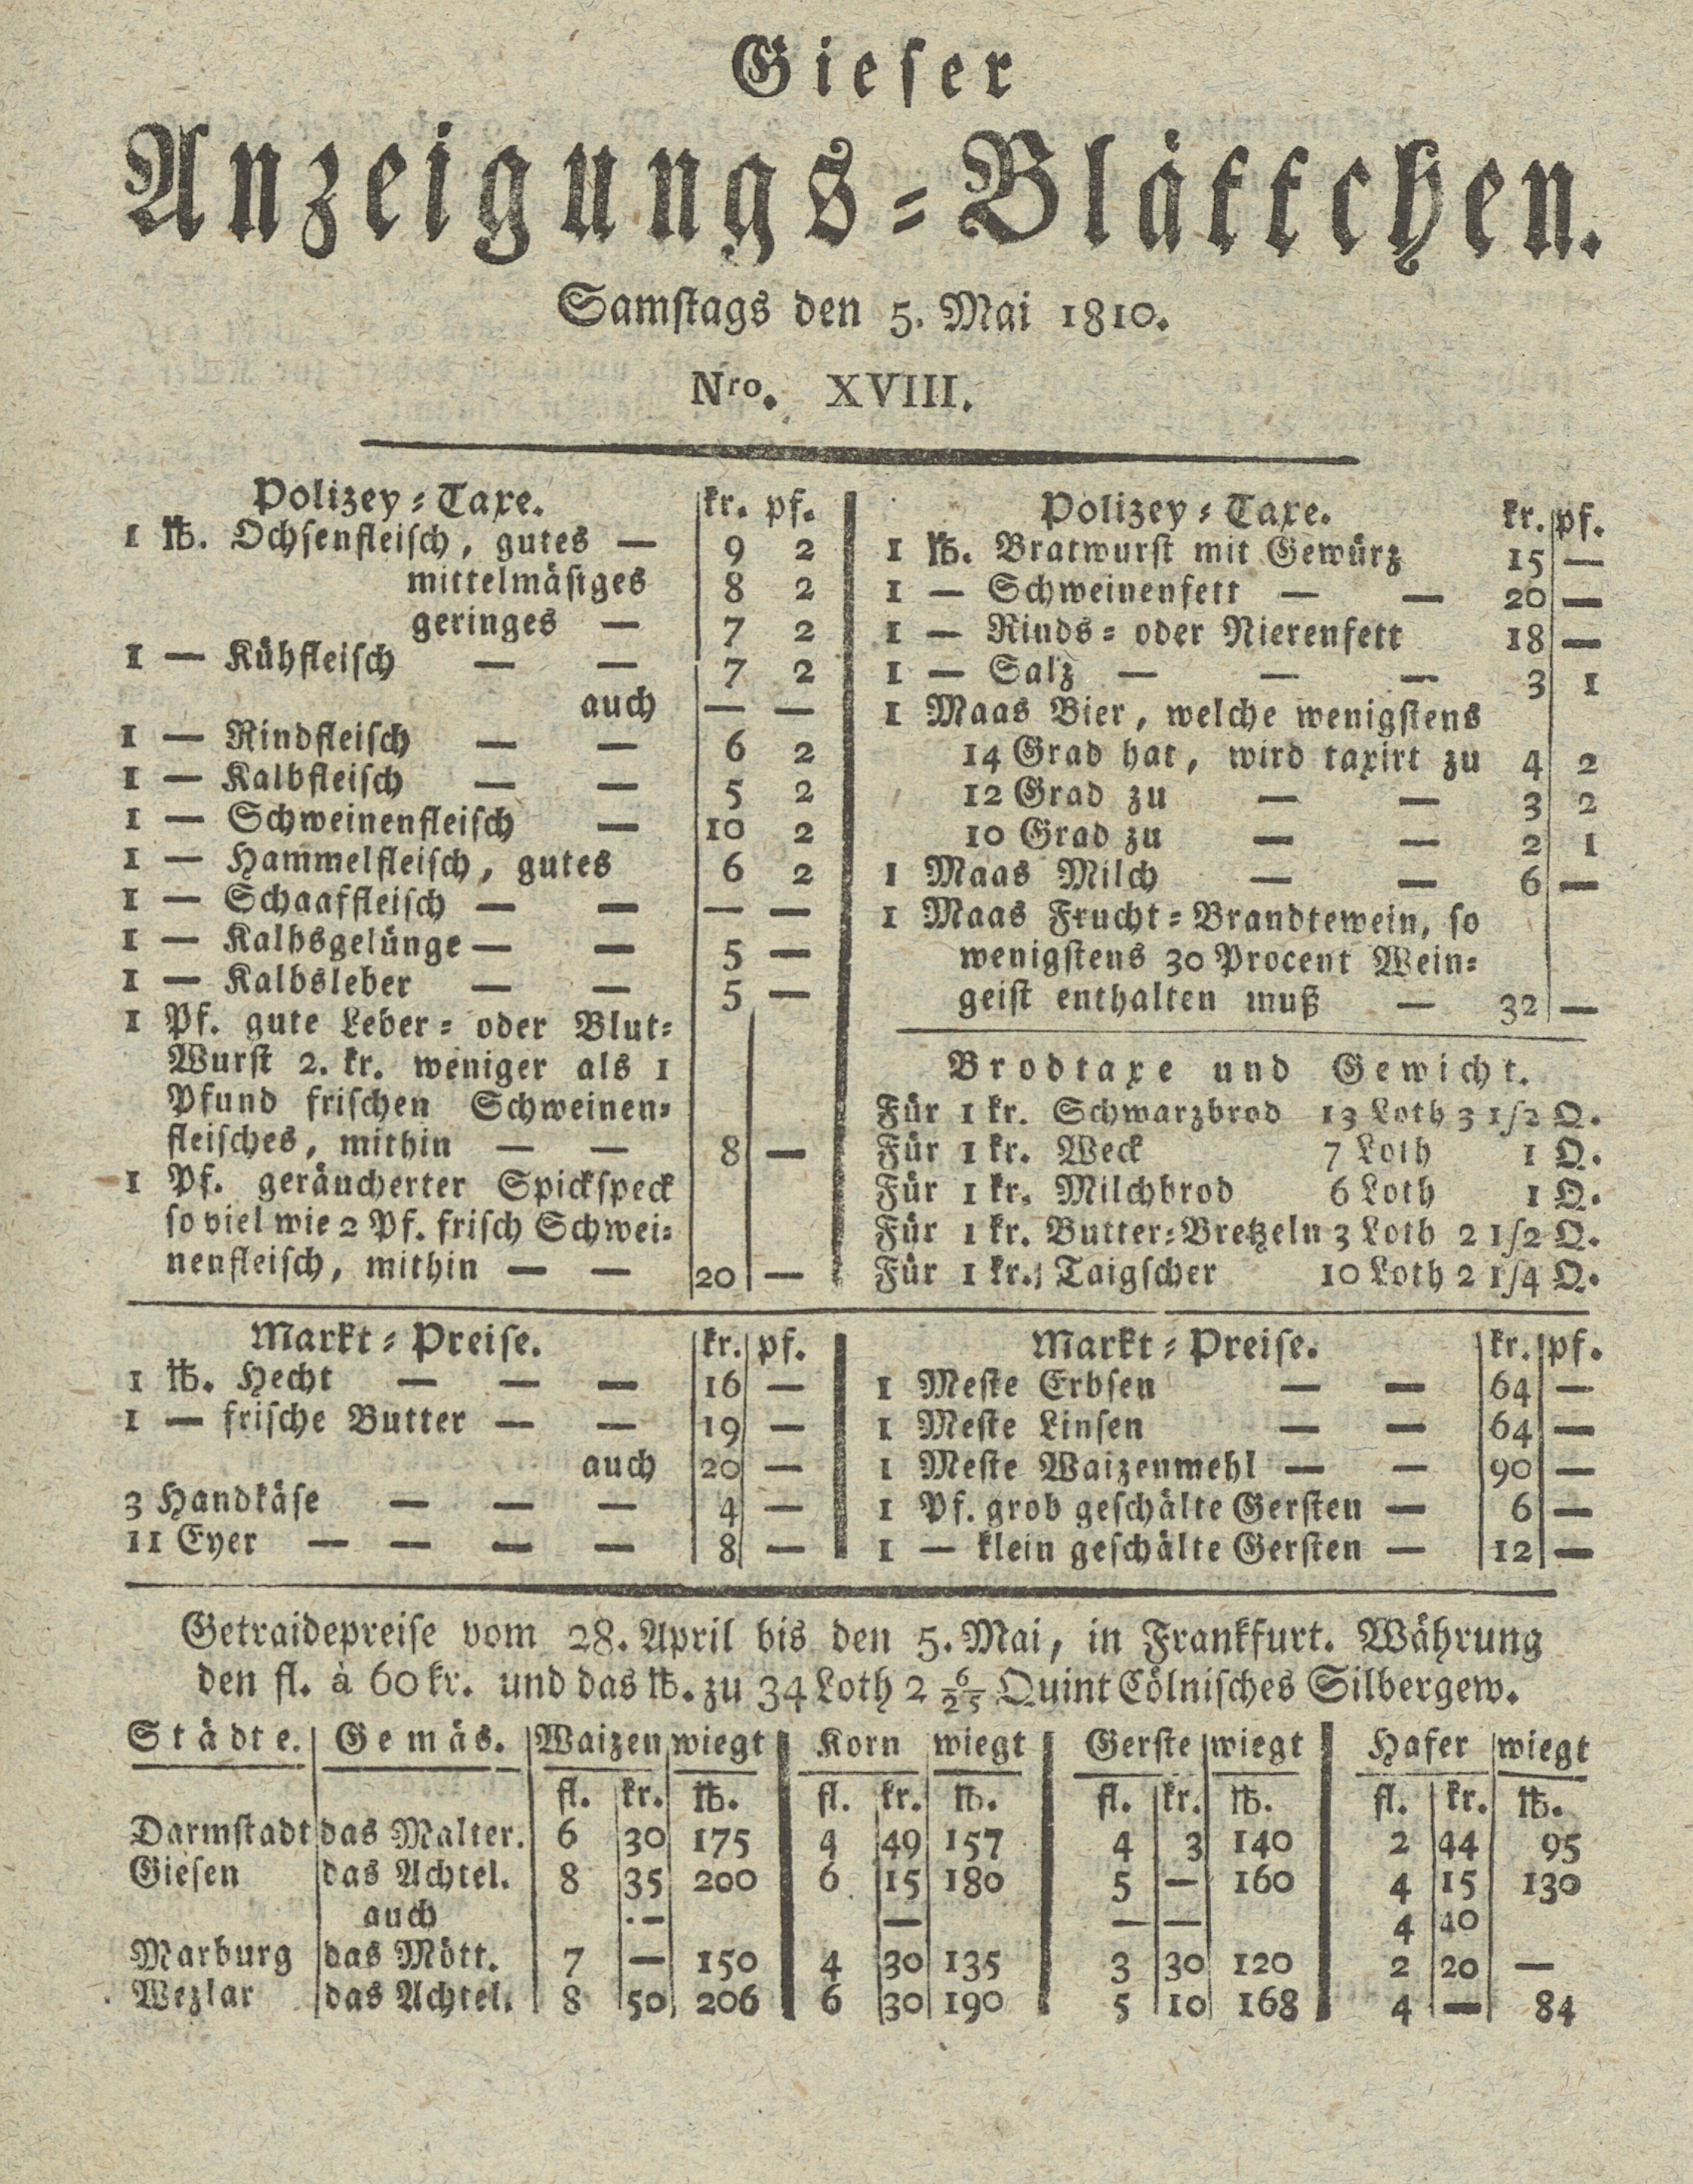 Gieser
Anzeigungs-Blättchen.
Samstags den 5. Mai 1810.
Nro. XVIII.
Polizey-Taxe. kr. pf.
1 ℔. Ochsenfleisch, gutes — 9 2
mittelmäsiges 8 2
geringes — 7 2
1 — Kühfleisch — — 7 2
auch — —
1 — Rindfleisch — — 6 2
1 — Kalbfleisch — — 5 2
1 — Schweinenfleisch — 10 2
1 — Hammelfleisch, gutes 6 2
1 — Schaaffleisch — — — —
1 — Kalbsgelünge — — 5 —
1 — Kalbsleber — — 5 —
1 Pf. gute Leber- oder Blut-
Wurst 2. kr. weniger als 1
Pfund frischen Schweinen-
fleisches, mithin — — 8 —
1 Pf. geräucherter Spickspeck
so viel wie 2 Pf. frisch Schwei-
nenfleisch, mithin — — 20 —
Polizey-Taxe. kr. pf.
1 ℔. Bratwurst mit Gewürz 15 —
1 — Schweinenfett — — 20 —
1 — Rinds- oder Nierenfett 18 —
1 — Salz — — — 3 1
1 Maas Bier, welche wenigstens
14 Grad hat, wird taxirt zu 4 2
12 Grad zu — — 3 2
10 Grad zu — — 2 1
1 Maas Milch — — 6 —
1 Maas Frucht-Brandtewein, so
wenigstens 30 Procent Wein-
geist enthalten muß — 32 —
Brodtaxe und Gewicht.
Für 1 kr. Schwarzbrod 13 Loth 3 1/2 Q.
Für 1 kr. Weck 7 Loth 1 Q.
Für 1 kr. Milchbrod 6 Loth 1 Q.
Für 1 kr. Butter-Bretzeln 3 Loth 2 1/2 Q.
Für 1 kr. Taigscher 10 Loth 2 1/4 Q.
Markt-Preise. kr. pf.
1 ℔. Hecht — — — 16 —
1 — frische Butter — — 19 —
auch 20 —
3 Handkäse — — — 4 —
11 Eyer — — — — 8 —
Markt-Preise. kr. pf.
1 Meste Erbsen — — 64 —
1 Meste Linsen — — 64 —
1 Meste Waizenmehl — — 90 —
1 Pf. grob geschälte Gersten — 6 —
1 — klein geschälte Gersten — 12 —
Getraidepreise vom 28. April bis den 5. Mai, in Frankfurt. Währung
den fl. à 60 kr. und das ℔. zu 34 Loth 2 6/25 Quint Cölnisches Silbergew.
Städte. Gemäs. Waizen wiegt Korn wiegt Gerste wiegt Hafer wiegt
fl. kr. ℔. fl. kr. ℔. fl. kr. ℔. fl. kr. ℔.
Darmstadt das Malter. 6 30 175 4 49 157 4 3 140 2 44 95
Giesen das Achtel. 8 35 200 6 15 180 5 — 160 4 15 130
auch . — — — — 4 40
Marburg das Mött. 7 — 150 4 30 135 3 30 120 2 20 —
Wezlar das Achtel. 8 50 206 6 30 190 5 10 168 4 — 84